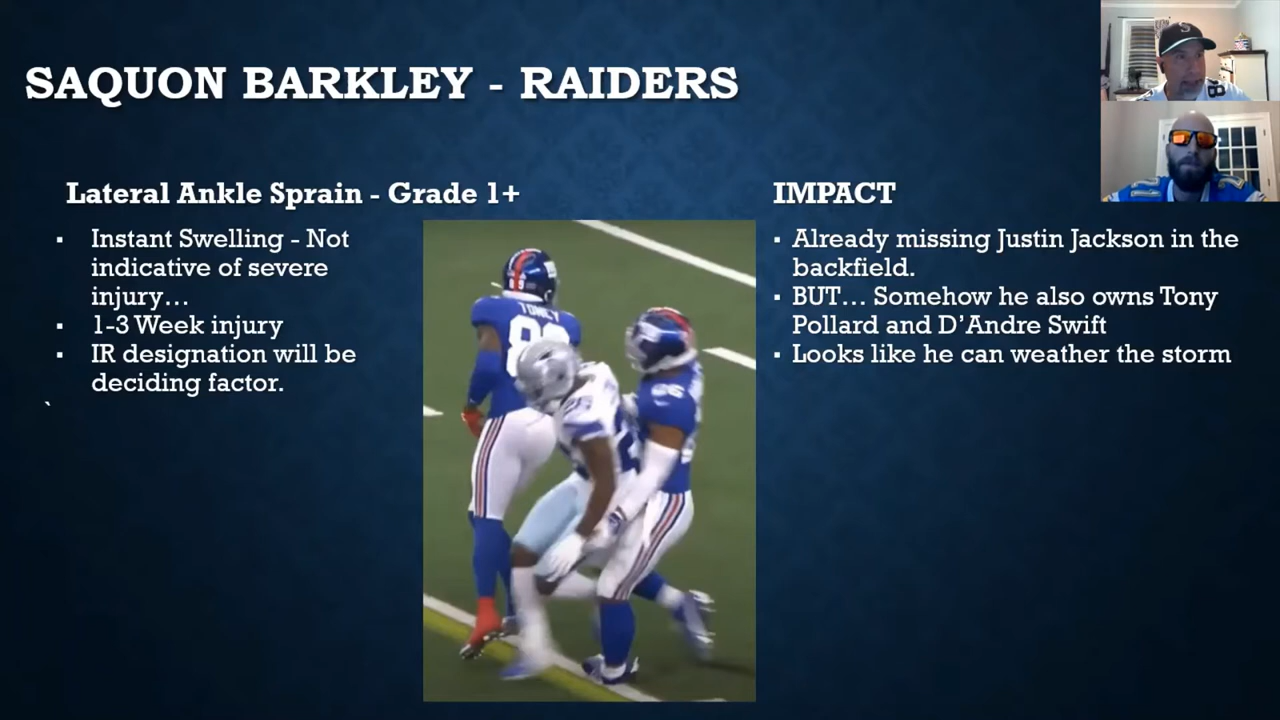 SAQUON BARKLEY - RAIDERS
Lateral Ankle Sprain - Grade 1+
▪ Instant Swelling - Not
indicative of severe
injury…
▪ 1-3 Week injury
▪ IR designation will be
deciding factor.
`
IMPACT
▪ Already missing Justin Jackson in the
backfield.
▪ BUT… Somehow he also owns Tony
Pollard and D’Andre Swift
▪ Looks like he can weather the storm
TONEY